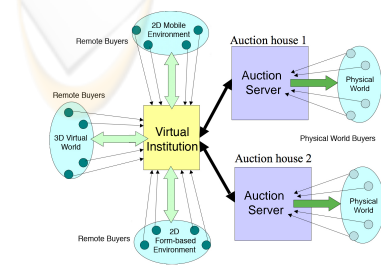 Remote Buyers
2D Mobile
Environment
Auction house 1
Auction
Server
Physical
World
Remote Buyers
3D Virtual
World
Virtual
Institution
Physical World Buyers
Auction house 2
Auction
Server
Physical
World
Remote Buyers
2D
Form-based
Environment